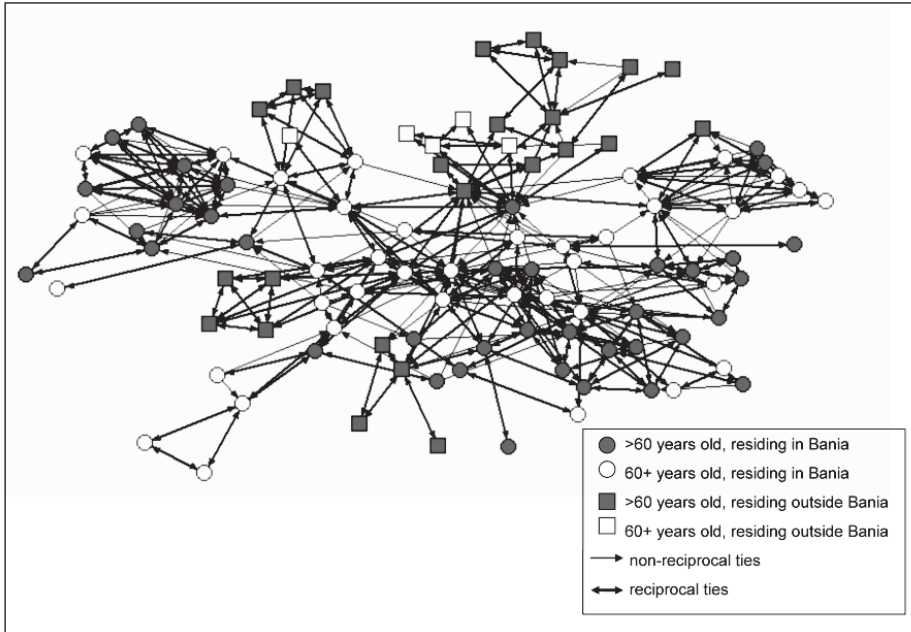 >60 years old, residing in Bania
60+ years old, residing in Bania
>60 years old, residing outside Bania
60+ years old, residing outside Bania
non-reciprocal ties
reciprocal ties